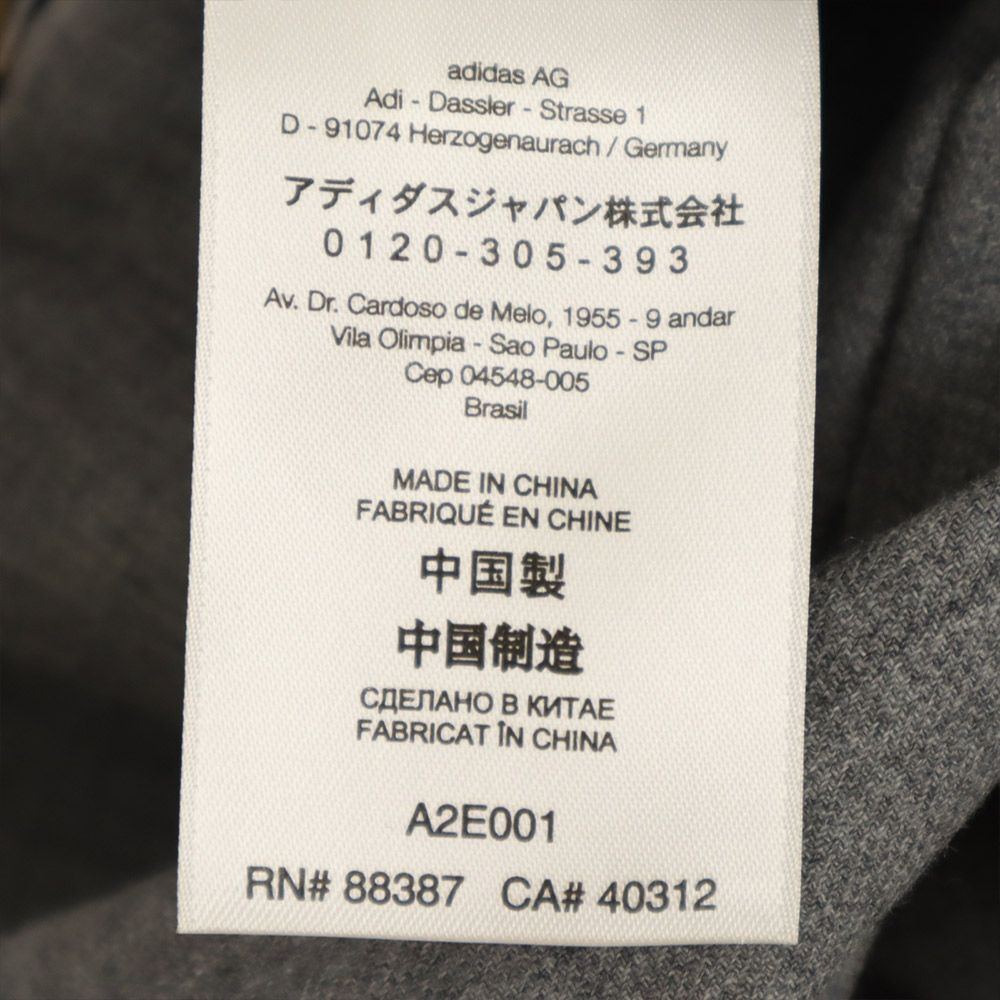 adidas AG
Adi - Dassler - Strasse 1
D - 91074 Herzogenaurach / Germany
アディダスジャパン株式会社
0120-305-393
Av. Dr. Cardoso de Melo, 1955 - 9 andar
Vila Olimpia - Sao Paulo - SP
Cep 04548-005
Brasil
MADE IN CHINA
FABRIQUÉ EN CHINE
中国製
中国制造
СДЕЛАНО В КИТАЕ
FABRICAT ÎN CHINA
A2E001
RN# 88387 CA# 40312